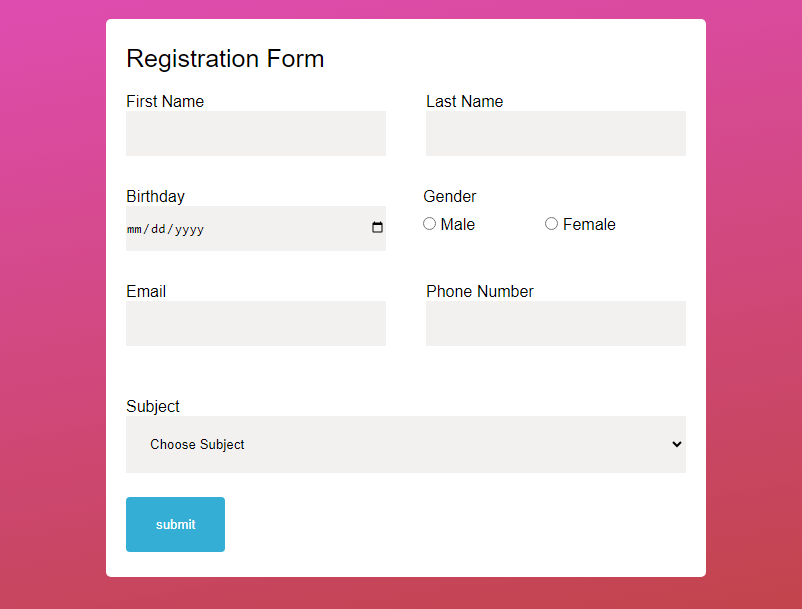 Registration Form
First Name Last Name
Birthday Gender
mm/dd/yyyy Male Female
Email Phone Number
Subject
Choose Subject
submit